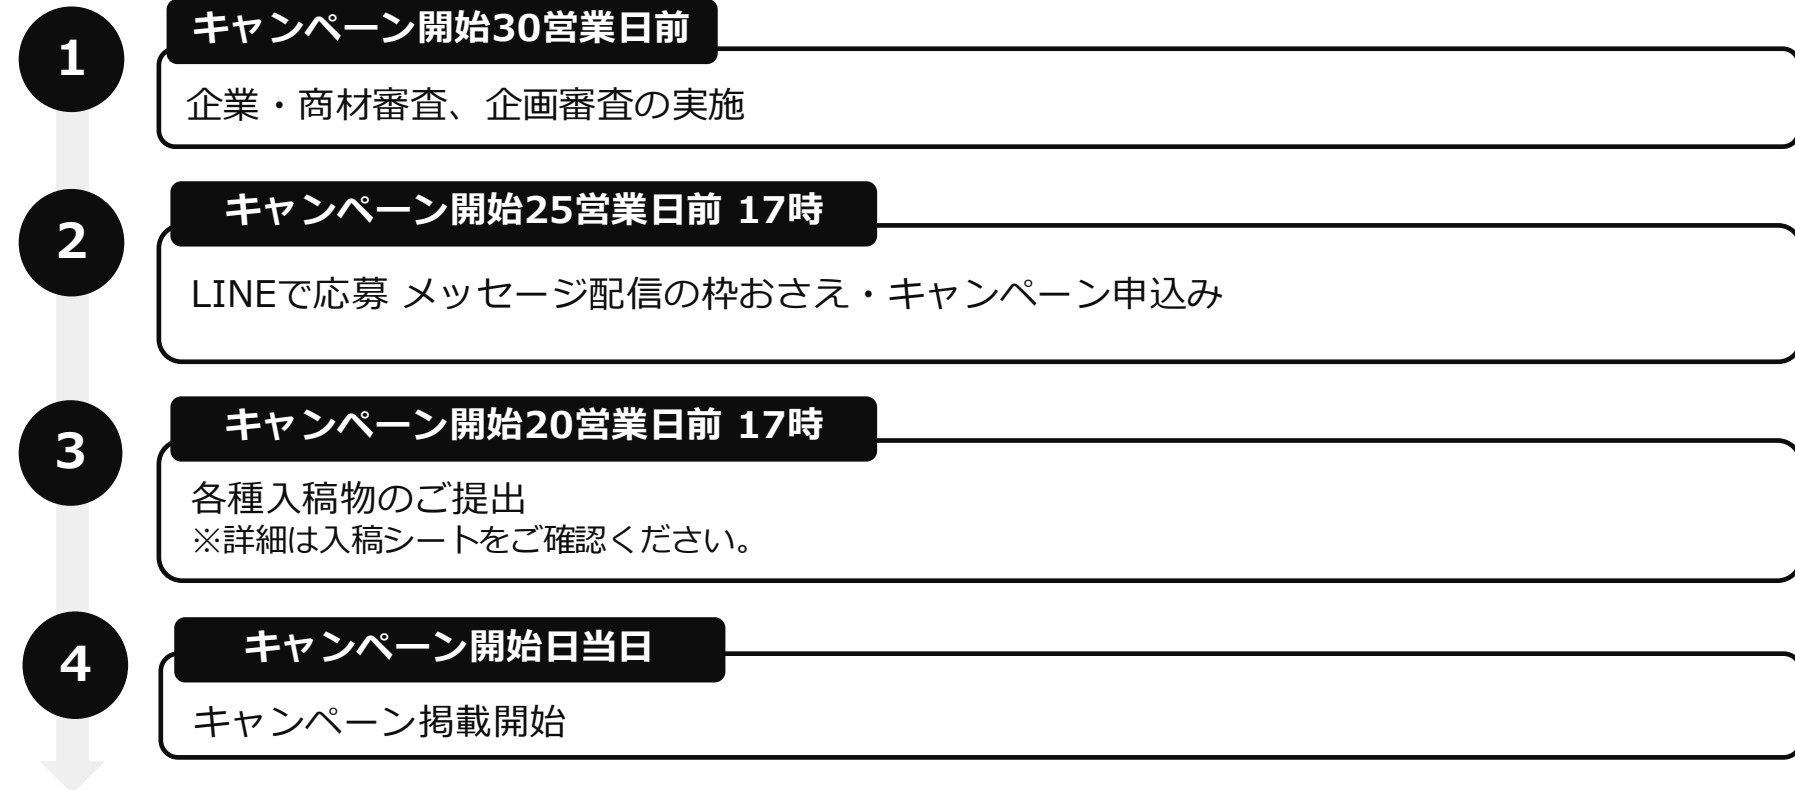 1
キャンペーン開始30営業日前
企業・商材審査、企画審査の実施
2
キャンペーン開始25営業日前 17時
LINEで応募 メッセージ配信の枠おさえ・キャンペーン申込み
3
キャンペーン開始20営業日前 17時
各種入稿物のご提出
※詳細は入稿シートをご確認ください。
4
キャンペーン開始日当日
キャンペーン掲載開始